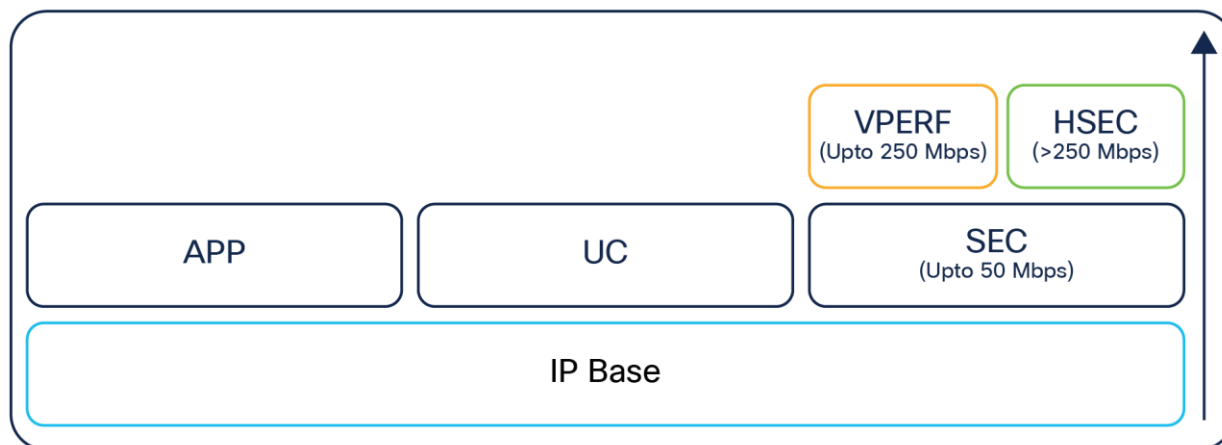 VPERF
(Upto 250 Mbps)
HSEC
(>250 Mbps)
APP
UC
SEC
(Upto 50 Mbps)
IP Base